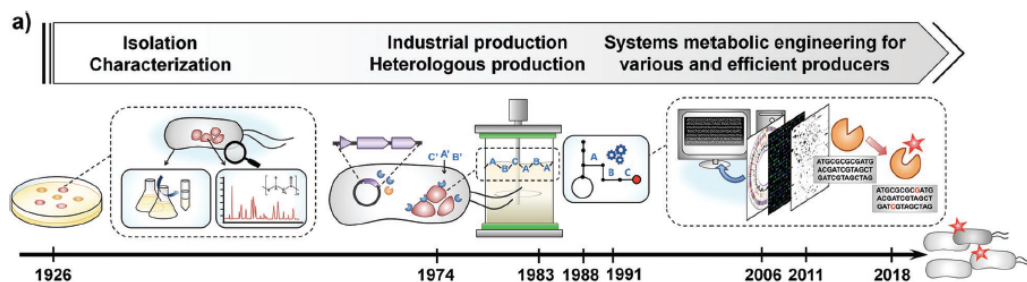 a)
Isolation
Characterization
Industrial production
Heterologous production
Systems metabolic engineering for
various and efficient producers
C' A' B'
A B C A B A
A
B C
ATGCGCGCGATG
ACGATCGTAGCT
GATCGTAGCTAG
ATGCGCGCGATG
ACGATCGTAGCT
GATCGTAGCTAG
1926
1974
1983
1988
1991
2006
2011
2018